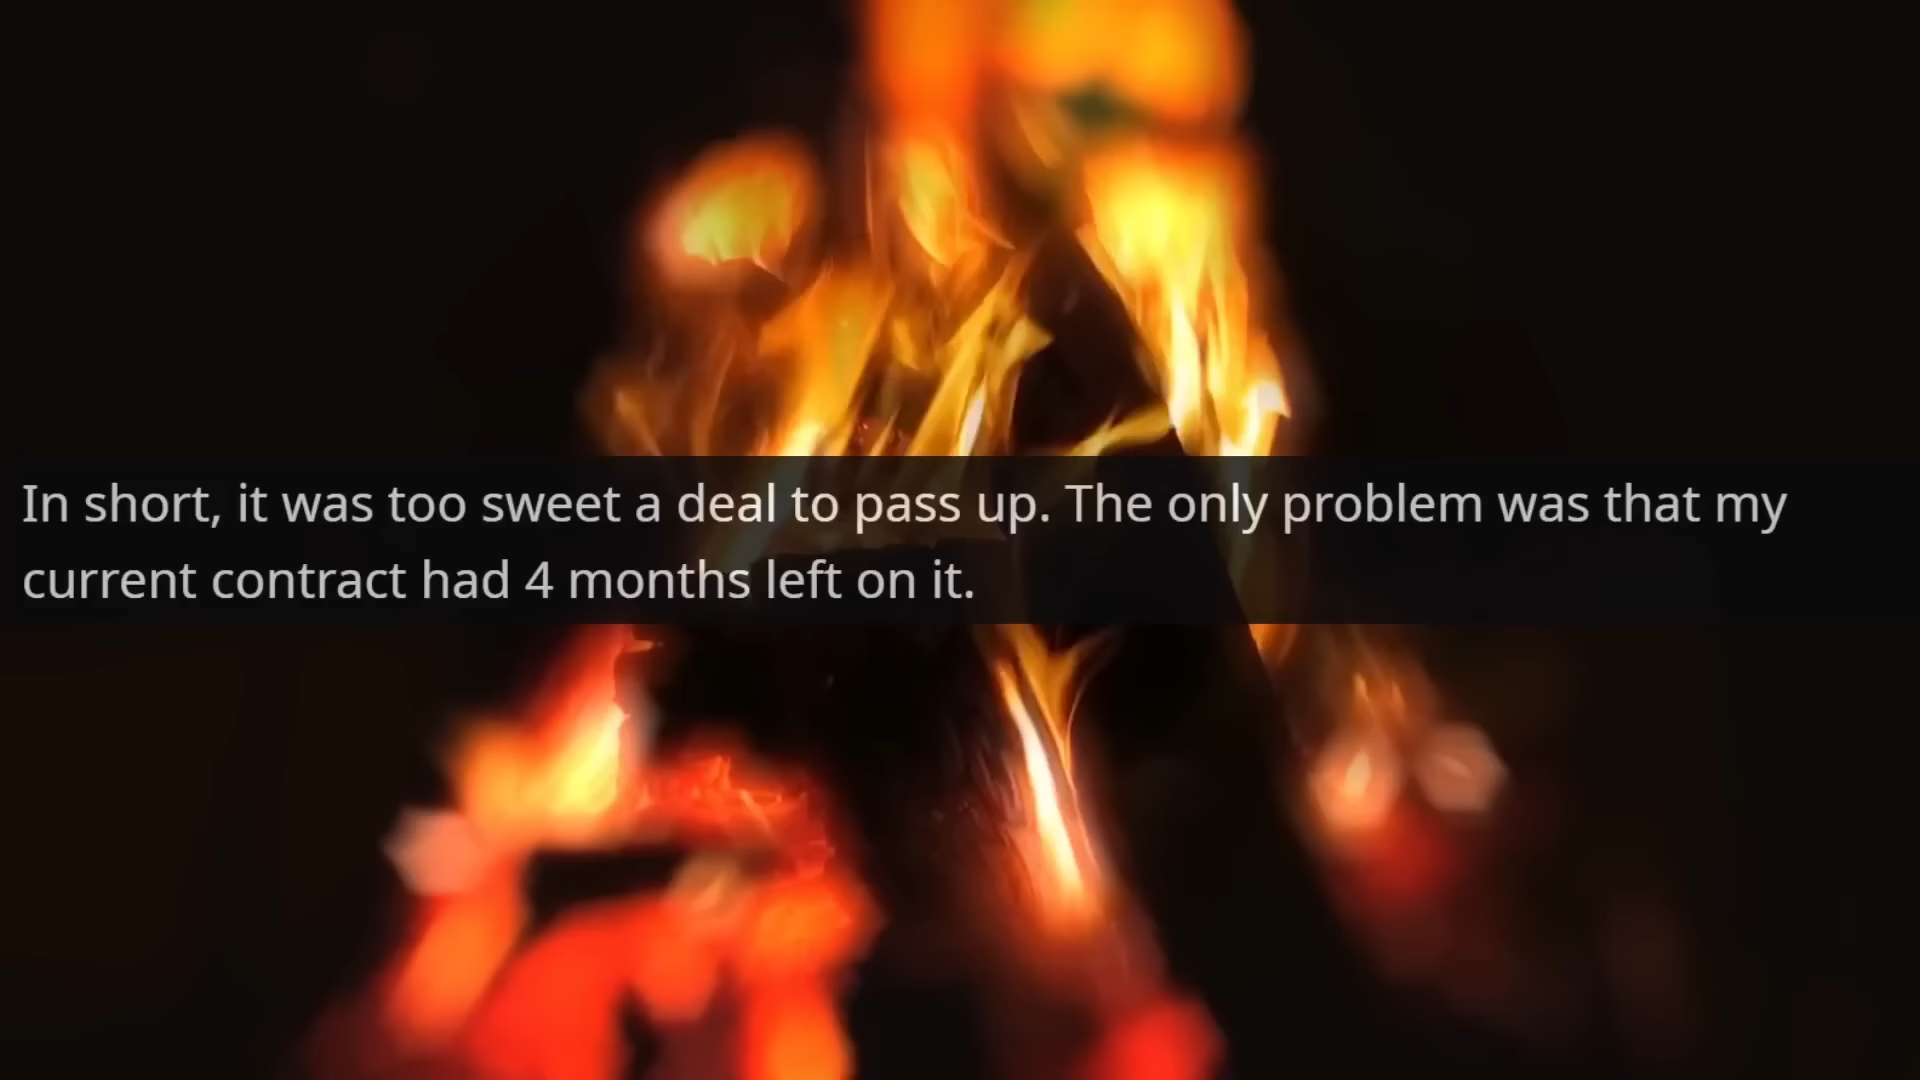 In short, it was too sweet a deal to pass up. The only problem was that my
current contract had 4 months left on it.